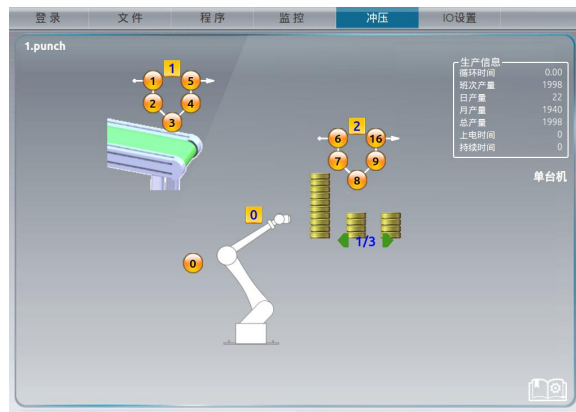 登录 文件 程序 监控 冲压 IO设置
1.punch
1
1 5
2 4
3
2
6 16
7 9
8
0
1/3
0
生产信息
循环时间 0.00
班次产量 1998
日产量 22
月产量 1940
总产量 1998
上电时间 0
持续时间 0
单台机